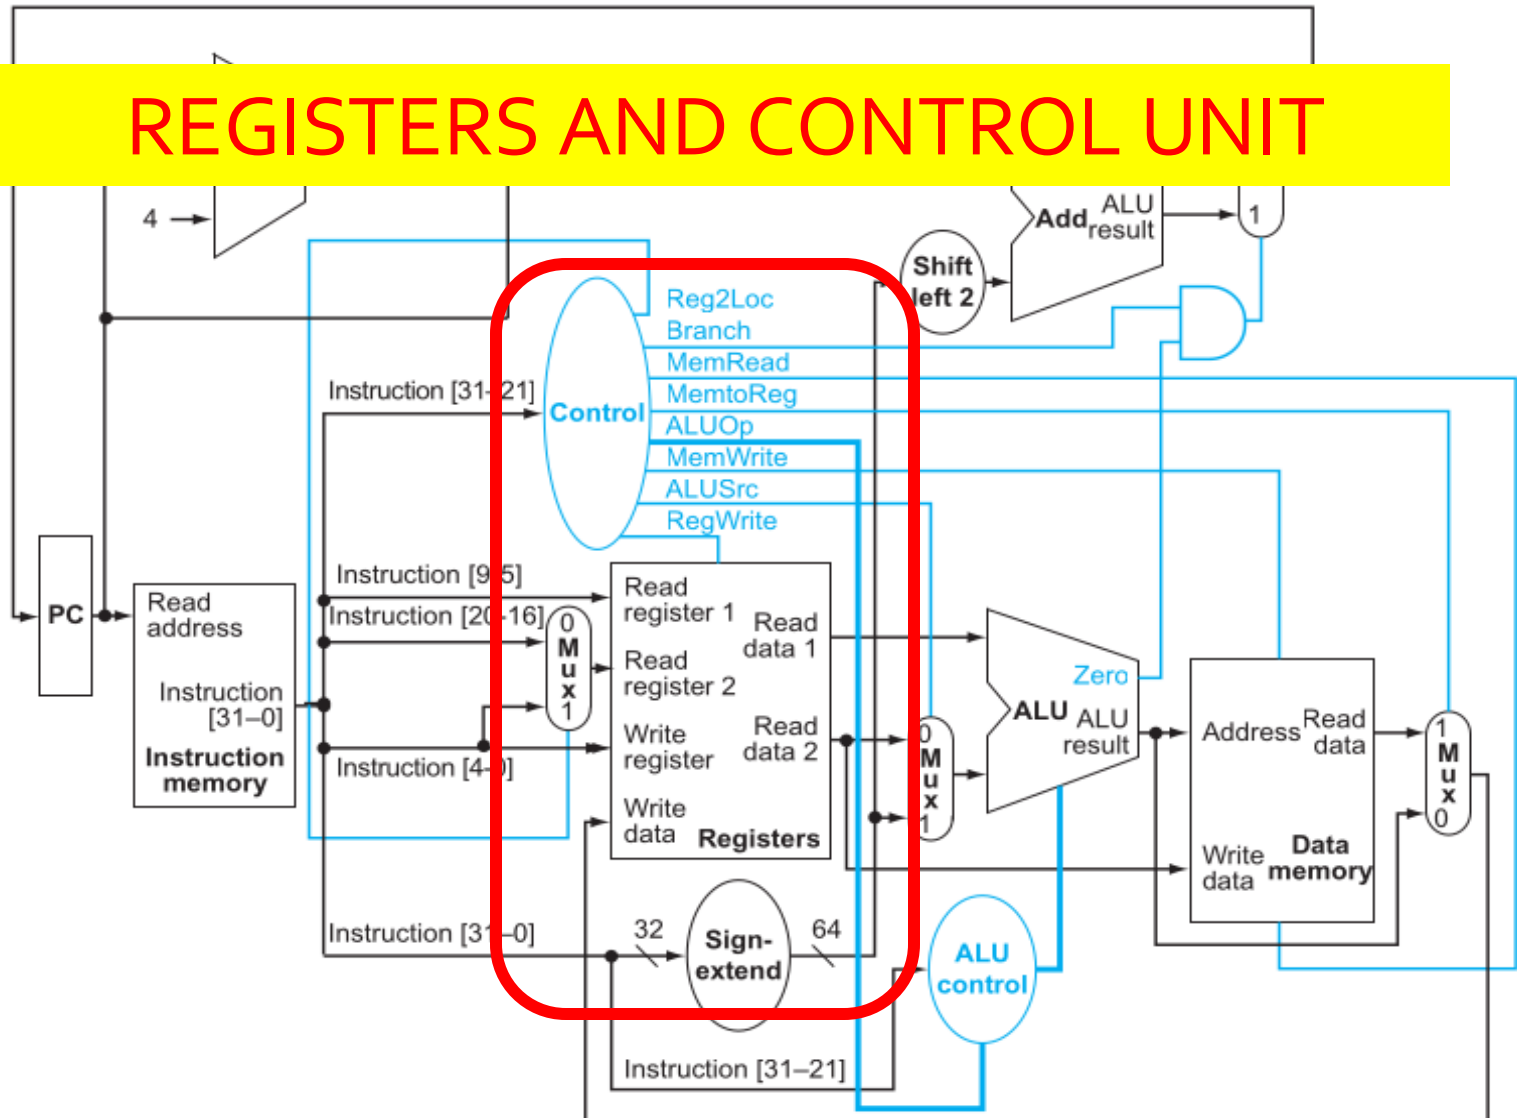 REGISTERS AND CONTROL UNIT
4
Add
ALU
result
1
Shift
left 2
Reg2Loc
Branch
MemRead
MemtoReg
ALUOp
MemWrite
ALUSrc
RegWrite
Instruction [31–21]
Control
Instruction [9-5]
Instruction [20-16]
Instruction [4-0]
PC
Read
address
Instruction
[31–0]
Instruction
memory
0
M
u
x
1
Read
register 1
Read
register 2
Write
register
Write
data
Read
data 1
Read
data 2
Registers
0
M
u
x
1
Zero
ALU
ALU
result
Address
Read
data
Write
data
Data
memory
1
M
u
x
0
Instruction [31–0]
32
Sign-
extend
64
ALU
control
Instruction [31–21]